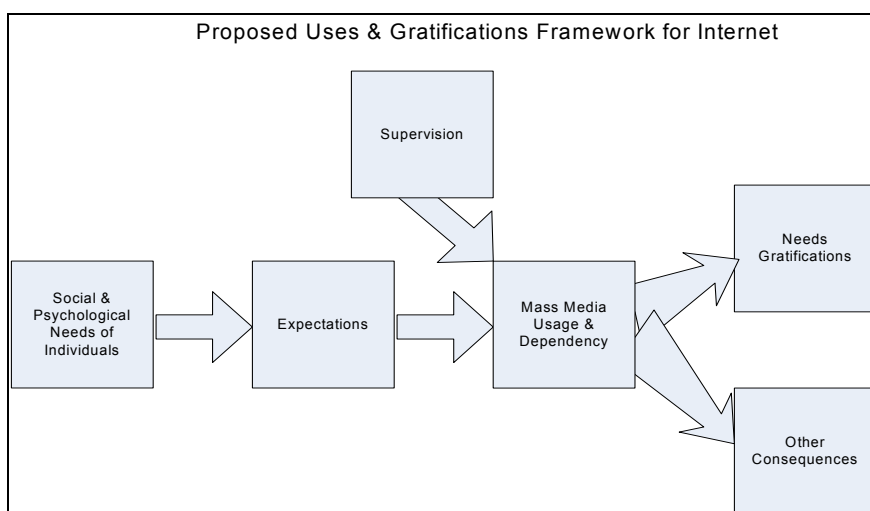 Proposed Uses & Gratifications Framework for Internet
Supervision
Needs
Gratifications
Social &
Psychological
Needs of
Individuals
Expectations
Mass Media
Usage &
Dependency
Other
Consequences